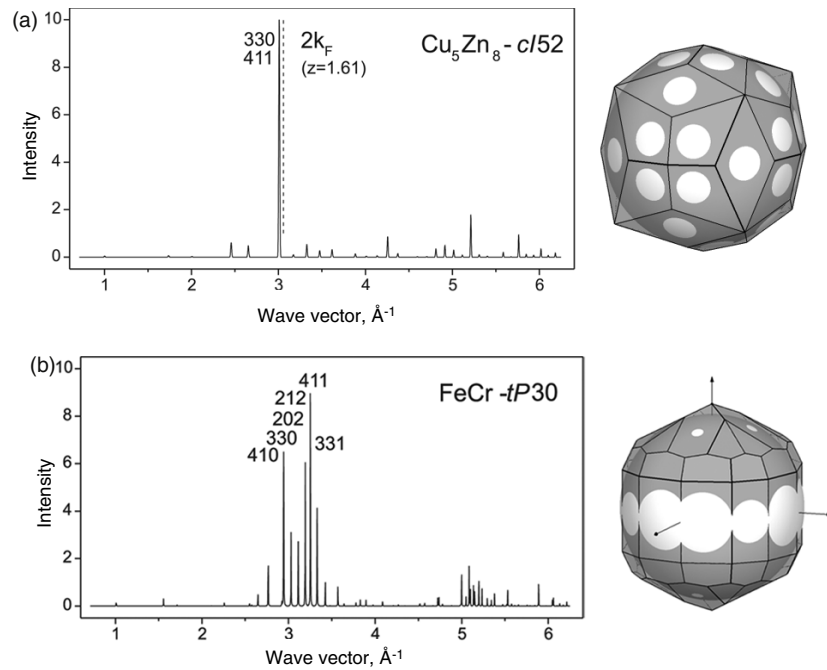 (a)
10
8
6
4
2
0
Intensity
330
411
2k_F
(z=1.61)
Cu₅Zn₈ - cI52
1 2 3 4 5 6
Wave vector, Å⁻¹
(b)
10
8
6
4
2
0
Intensity
411
212
202
330
410
331
FeCr -tP30
1 2 3 4 5 6
Wave vector, Å⁻¹